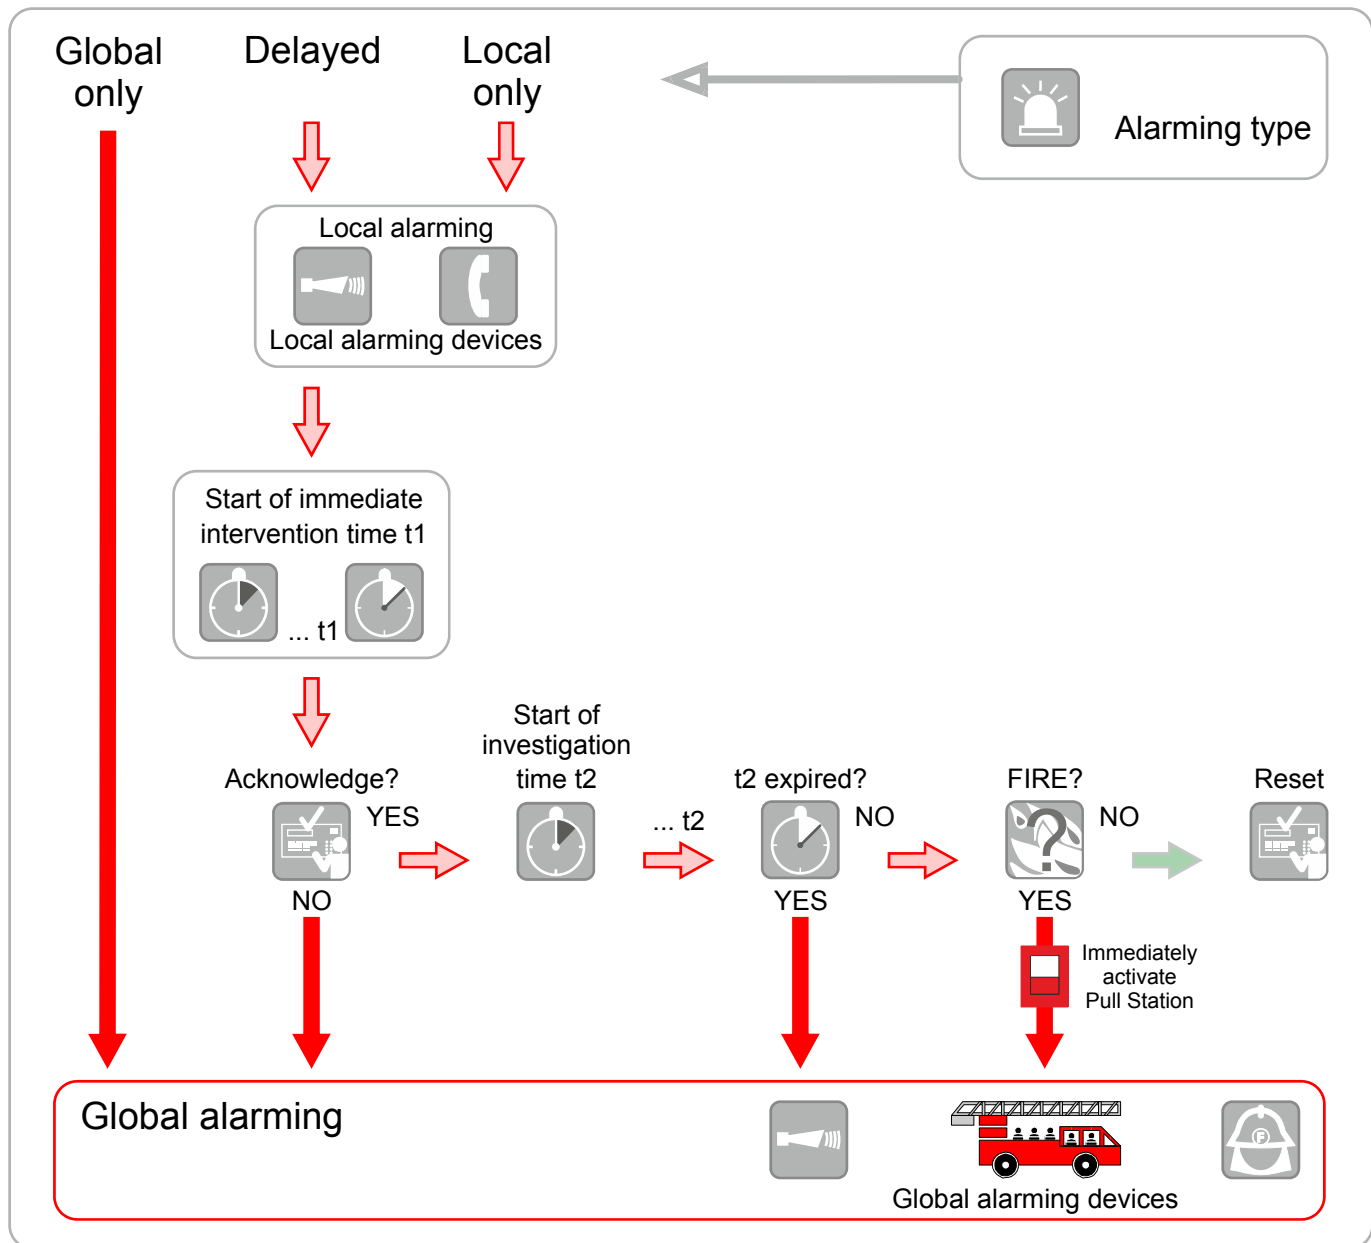 Global
only
Delayed
Local
only
Alarming type
Local alarming
Local alarming devices
Start of immediate
intervention time t1
... t1
Acknowledge?
YES
NO
Start of
investigation
time t2
... t2
t2 expired?
NO
YES
FIRE?
NO
YES
Reset
Immediately
activate
Pull Station
Global alarming
F
Global alarming devices